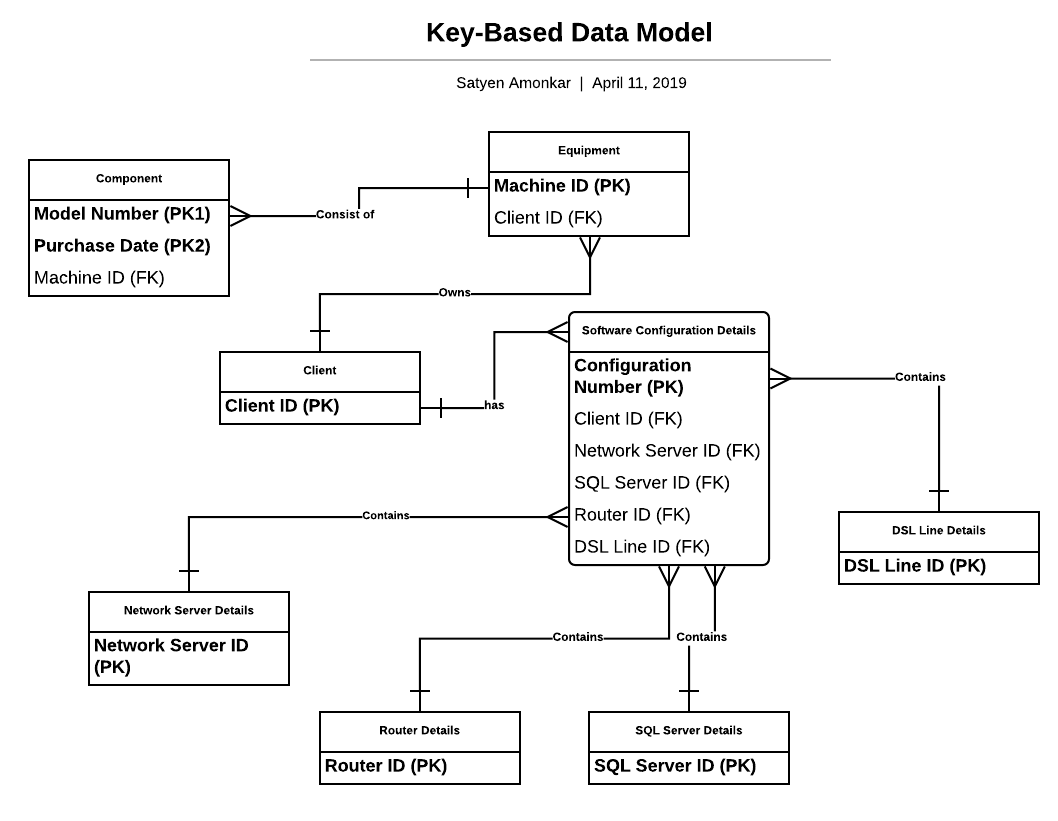 Key-Based Data Model
Satyen Amonkar | April 11, 2019
Equipment
Machine ID (PK)
Client ID (FK)
Component
Model Number (PK1)
Purchase Date (PK2)
Machine ID (FK)
Consist of
Owns
Client
Client ID (PK)
has
Software Configuration Details
Configuration
Number (PK)
Client ID (FK)
Network Server ID (FK)
SQL Server ID (FK)
Router ID (FK)
DSL Line ID (FK)
Contains
DSL Line Details
DSL Line ID (PK)
Contains
Network Server Details
Network Server ID
(PK)
Contains
Contains
Router Details
Router ID (PK)
SQL Server Details
SQL Server ID (PK)